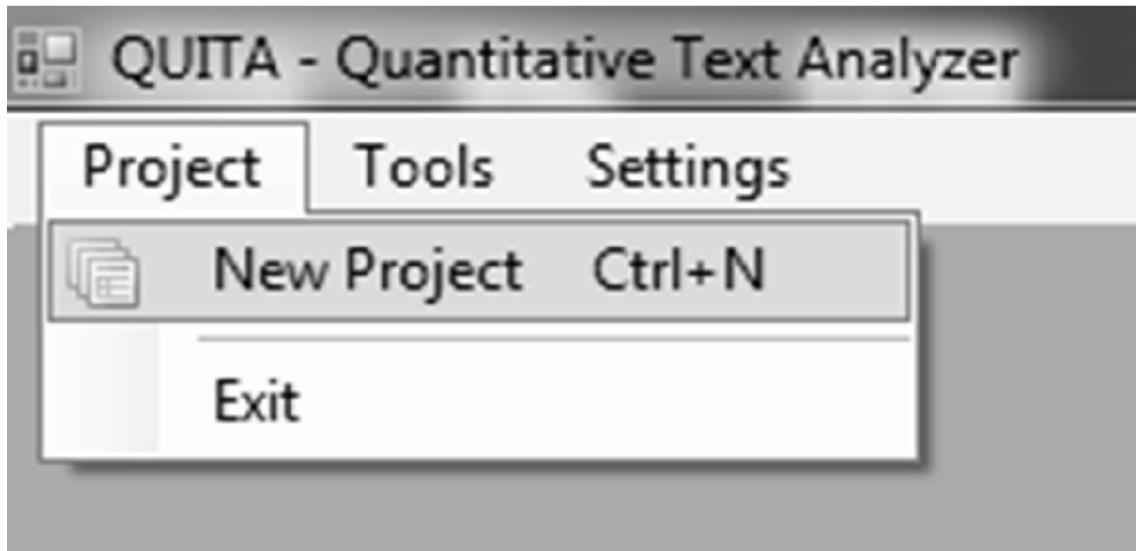 QUITA - Quantitative Text Analyzer
Project Tools Settings
New Project Ctrl+N
Exit